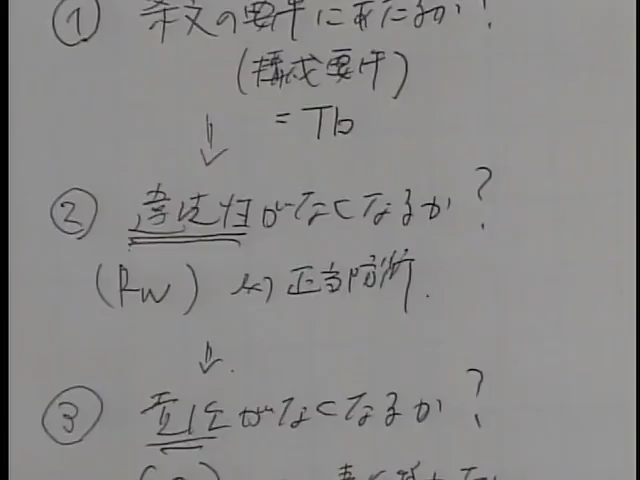 ① 条文の要件にあたるか?
(構成要件)
= Tb
↓
② 違法性がなくなるか?
(Rw) 例 正当防衛.
↓
③ 責任がなくなるか?